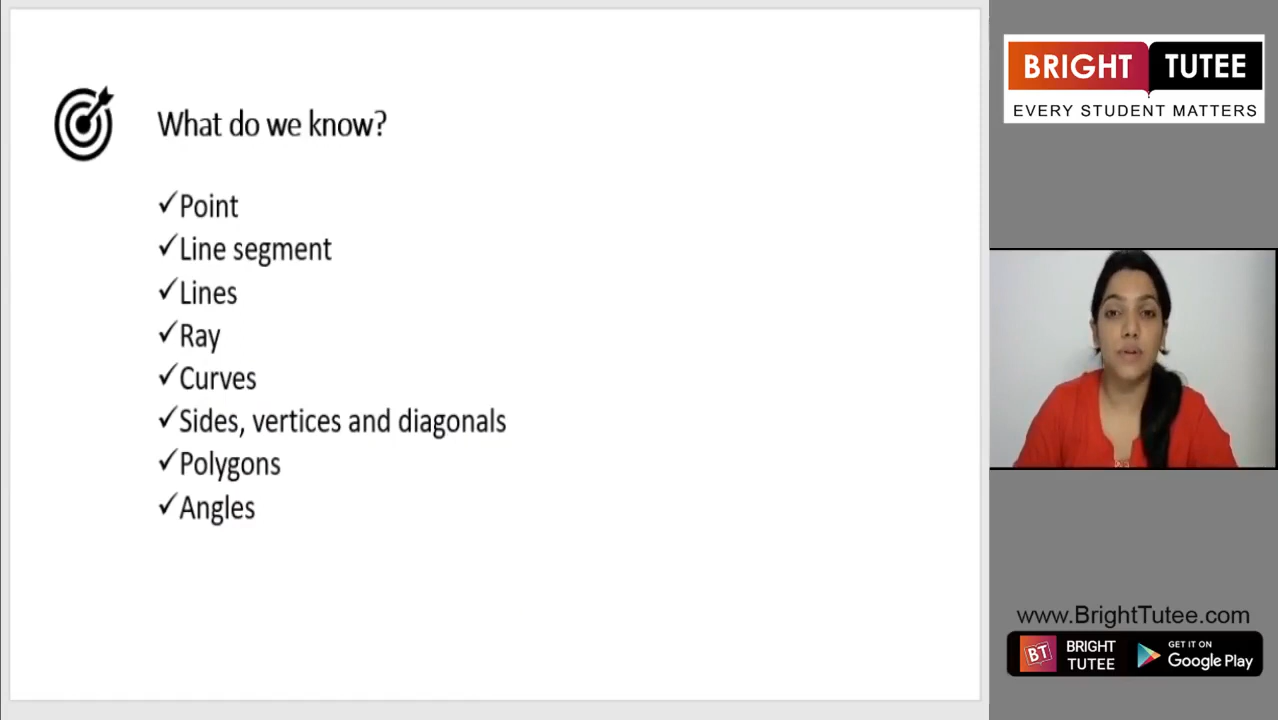 What do we know?
✓Point
✓Line segment
✓Lines
✓Ray
✓Curves
✓Sides, vertices and diagonals
✓Polygons
✓Angles
BRIGHT TUTEE
EVERY STUDENT MATTERS
www.BrightTutee.com
BT
BRIGHT
TUTEE
GET IT ON
Google Play